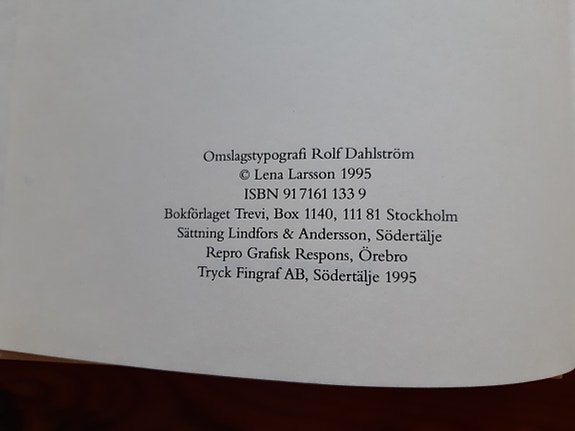 Omslagstypografi Rolf Dahlström
© Lena Larsson 1995
ISBN 91 7161 133 9
Bokförlaget Trevi, Box 1140, 111 81 Stockholm
Sättning Lindfors & Andersson, Södertälje
Repro Grafisk Respons, Örebro
Tryck Fingraf AB, Södertälje 1995